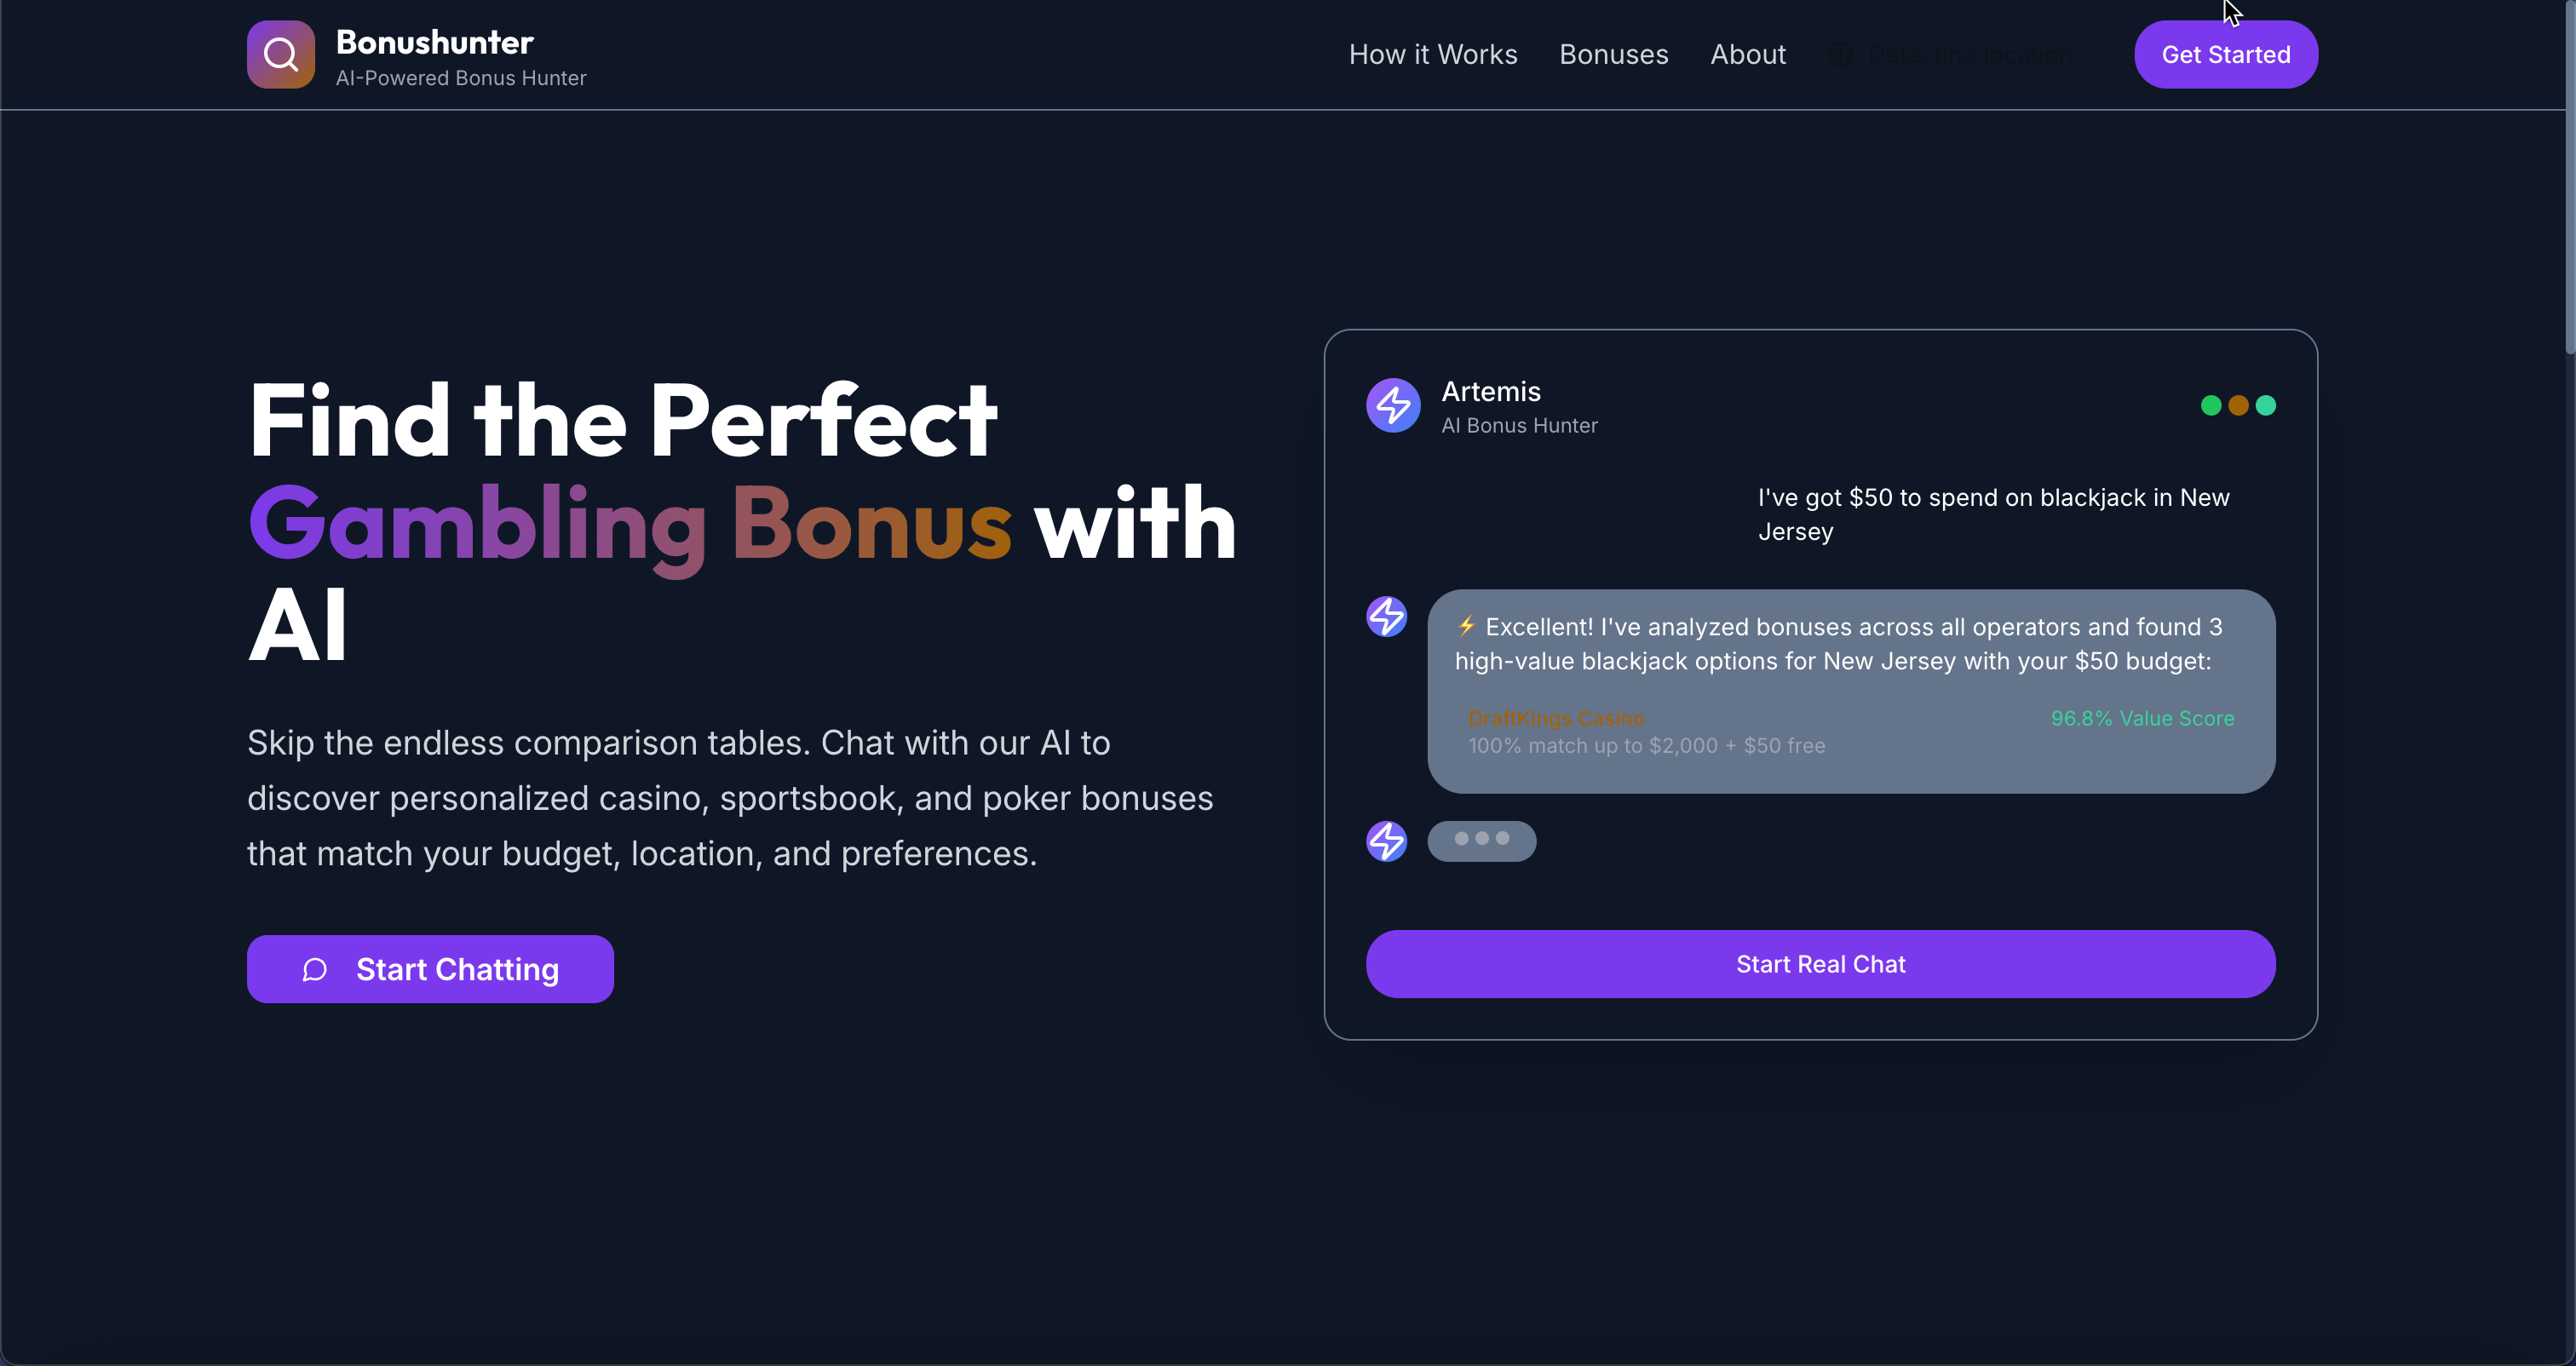 Bonushunter
AI-Powered Bonus Hunter
How it Works
Bonuses
About
Detecting location...
Get Started
Find the Perfect
Gambling Bonus with
AI
Skip the endless comparison tables. Chat with our AI to
discover personalized casino, sportsbook, and poker bonuses
that match your budget, location, and preferences.
Start Chatting
Artemis
AI Bonus Hunter
I've got $50 to spend on blackjack in New
Jersey
⚡ Excellent! I've analyzed bonuses across all operators and found 3
high-value blackjack options for New Jersey with your $50 budget:
DraftKings Casino
96.8% Value Score
100% match up to $2,000 + $50 free
Start Real Chat